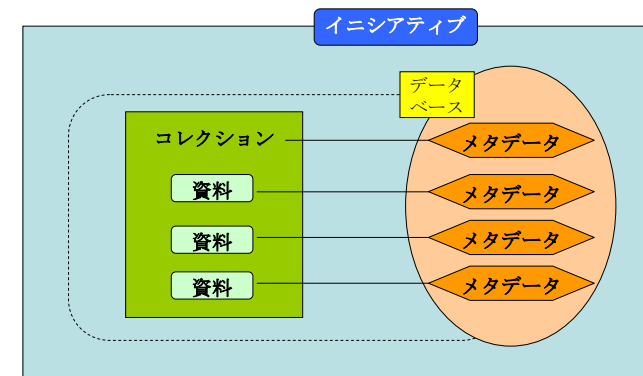 イニシアティブ
データ
ベース
コレクション
メタデータ
資料
メタデータ
資料
メタデータ
資料
メタデータ